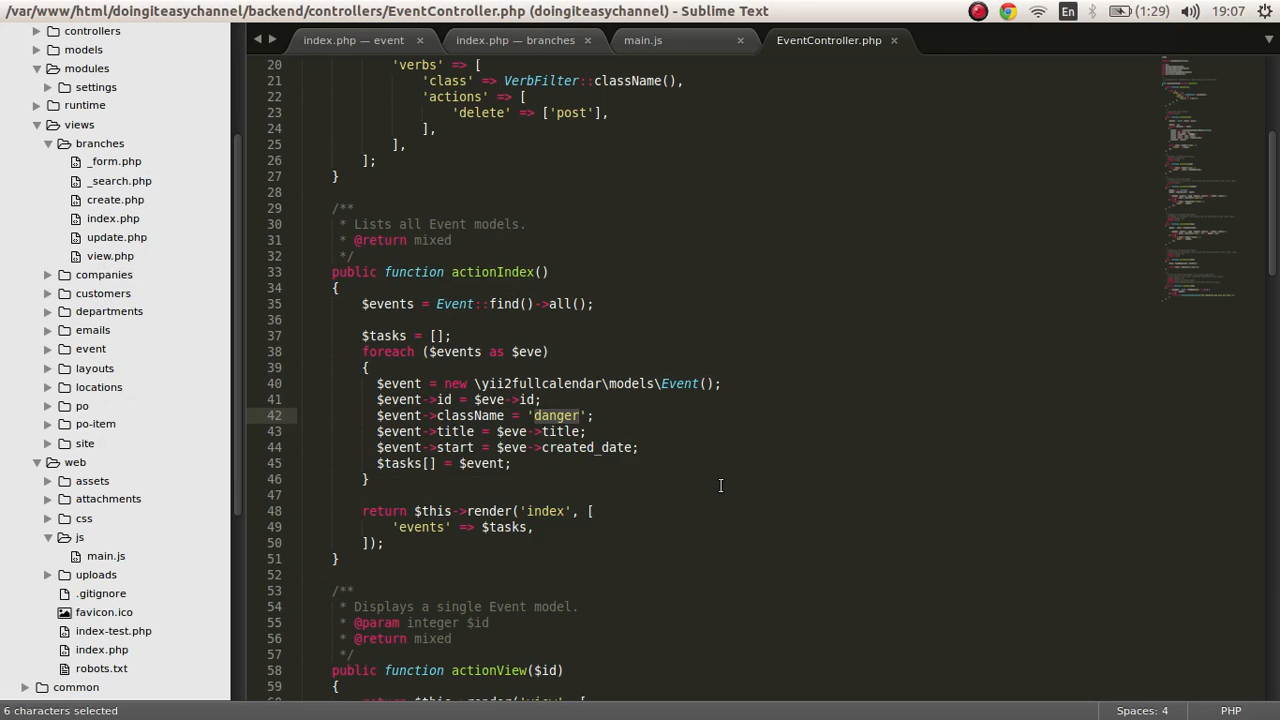 /var/www/html/doingiteasychannel/backend/controllers/EventController.php (doingiteasychannel) - Sublime Text
En
(1:29)
19:07
controllers
models
modules
settings
runtime
views
branches
_form.php
_search.php
create.php
index.php
update.php
view.php
companies
customers
departments
emails
event
layouts
locations
po
po-item
site
web
assets
attachments
css
js
main.js
uploads
.gitignore
favicon.ico
index-test.php
index.php
robots.txt
common
index.php — event ×
index.php — branches ×
main.js ×
EventController.php ×
20 'verbs' => [
21 'class' => VerbFilter::className(),
22 'actions' => [
23 'delete' => ['post'],
24 ],
25 ],
26 ];
27 }
28
29 /**
30 * Lists all Event models.
31 * @return mixed
32 */
33 public function actionIndex()
34 {
35 $events = Event::find()->all();
36
37 $tasks = [];
38 foreach ($events as $eve)
39 {
40 $event = new \yii2fullcalendar\models\Event();
41 $event->id = $eve->id;
42 $event->className = 'danger';
43 $event->title = $eve->title;
44 $event->start = $eve->created_date;
45 $tasks[] = $event;
46 }
47
48 return $this->render('index', [
49 'events' => $tasks,
50 ]);
51 }
52
53 /**
54 * Displays a single Event model.
55 * @param integer $id
56 * @return mixed
57 */
58 public function actionView($id)
59 {
60 return $this->render('view', [
6 characters selected
Spaces: 4
PHP